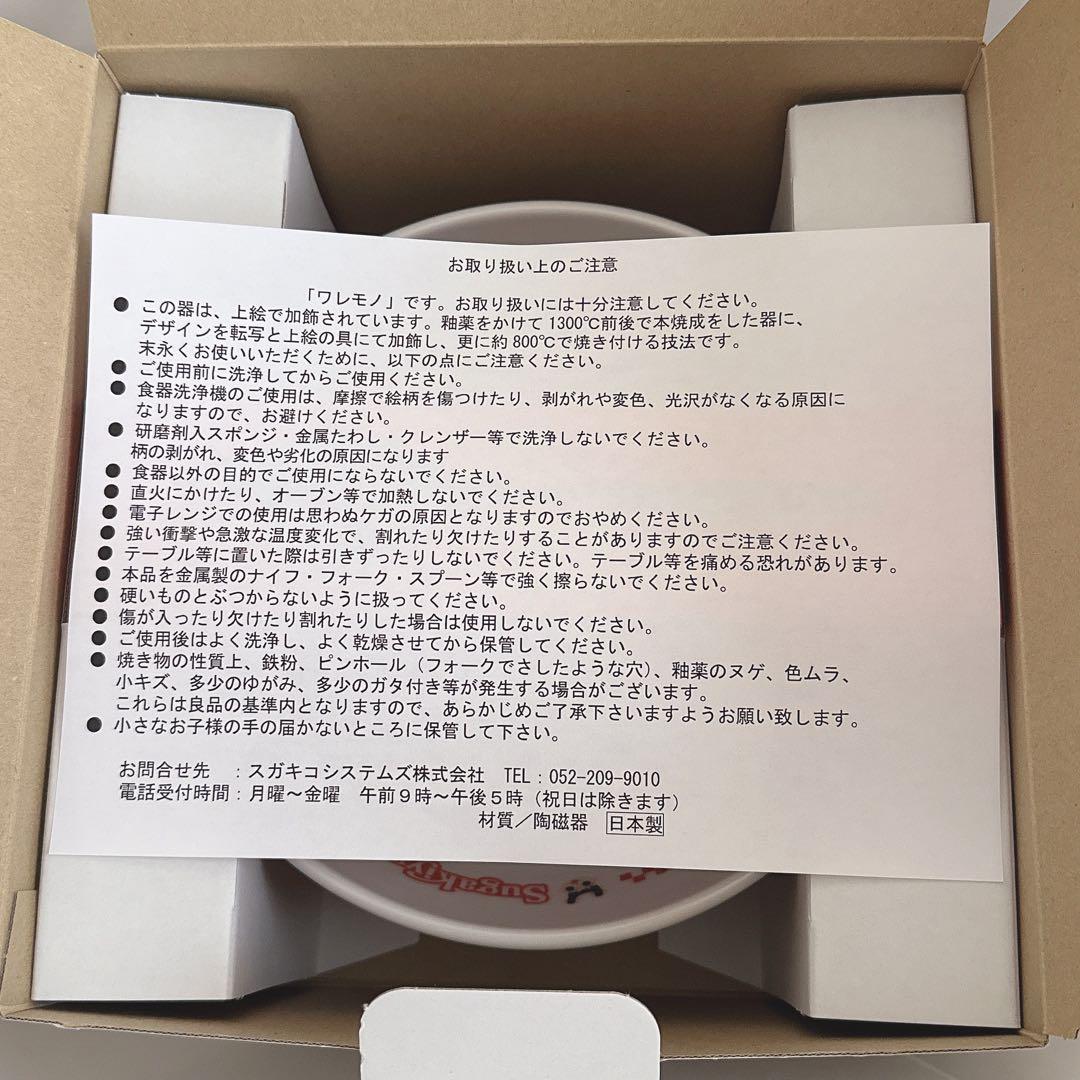 お取り扱い上のご注意
「ワレモノ」です。お取り扱いには十分注意してください。
● この器は、上絵で加飾されています。釉薬をかけて1300℃前後で本焼成をした器に、
デザインを転写と上絵の具にて加飾し、更に約800℃で焼き付ける技法です。
末永くお使いいただくために、以下の点にご注意ください。
● ご使用前に洗浄してからご使用ください。
● 食器洗浄機のご使用は、摩擦で絵柄を傷つけたり、剥がれや変色、光沢がなくなる原因に
なりますので、お避けください。
● 研磨剤入スポンジ・金属たわし・クレンザー等で洗浄しないでください。
柄の剥がれ、変色や劣化の原因になります
● 食器以外の目的でご使用にならないでください。
● 直火にかけたり、オーブン等で加熱しないでください。
● 電子レンジでの使用は思わぬケガの原因となりますのでおやめください。
● 強い衝撃や急激な温度変化で、割れたり欠けたりすることがありますのでご注意ください。
● テーブル等に置いた際は引きずったりしないでください。テーブル等を痛める恐れがあります。
● 本品を金属製のナイフ・フォーク・スプーン等で強く擦らないでください。
● 硬いものとぶつからないように扱ってください。
● 傷が入ったり欠けたり割れたりした場合は使用しないでください。
● ご使用後はよく洗浄し、よく乾燥させてから保管してください。
● 焼き物の性質上、鉄粉、ピンホール（フォークでさしたような穴）、釉薬のヌゲ、色ムラ、
小キズ、多少のゆがみ、多少のガタ付き等が発生する場合がございます。
これらは良品の基準内となりますので、あらかじめご了承下さいますようお願い致します。
● 小さなお子様の手の届かないところに保管して下さい。
お問合せ先　：スガキコシステムズ株式会社　TEL：052-209-9010
電話受付時間：月曜～金曜　午前９時～午後５時（祝日は除きます）
材質／陶磁器　日本製
Sugakiya